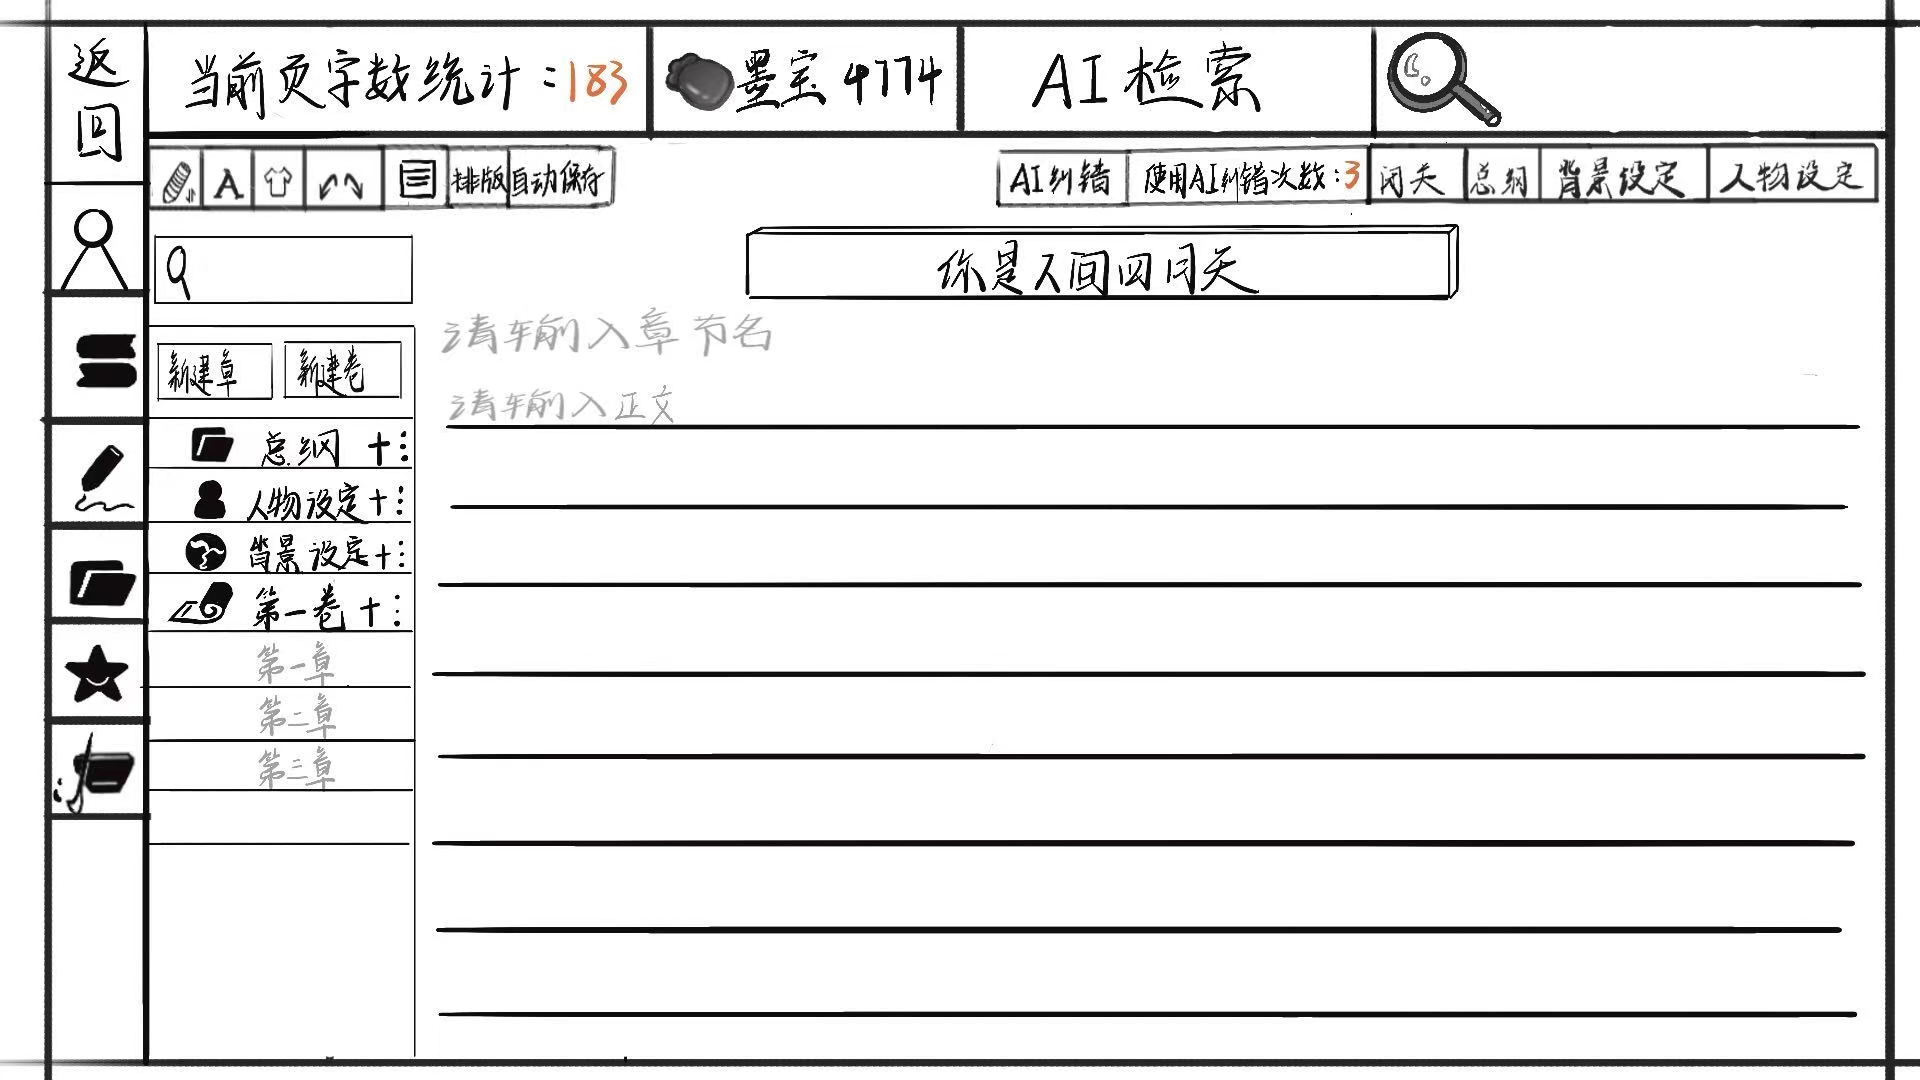 返回
当前页字数统计:183
墨宝 4774
AI 检索
A
排版
自动保存
AI纠错
使用AI纠错次数:3
闭关
总纲
背景设定
人物设定
你是人间四月天
请输入章节名
请输入正文
新建章
新建卷
总纲 +
人物设定+
背景设定+
第一卷 +
第一章
第二章
第三章